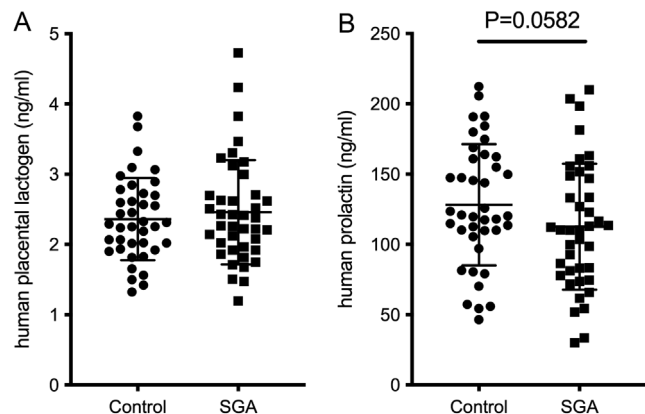 A
human placental lactogen (ng/ml)
5
4
3
2
1
0
Control SGA
B
P=0.0582
human prolactin (ng/ml)
250
200
150
100
50
0
Control SGA